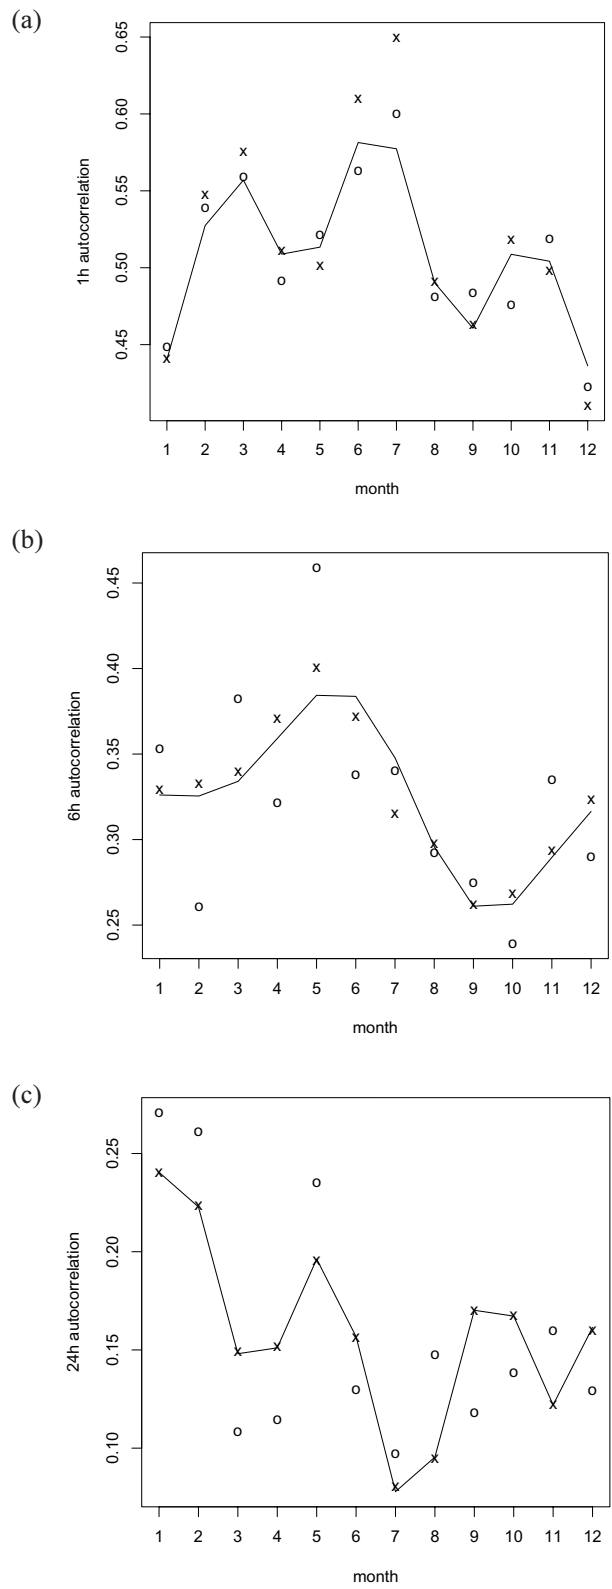 (a)
0.65
0.60
0.55
0.50
0.45
1h autocorrelation
1 2 3 4 5 6 7 8 9 10 11 12
month
(b)
0.45
0.40
0.35
0.30
0.25
6h autocorrelation
1 2 3 4 5 6 7 8 9 10 11 12
month
(c)
0.25
0.20
0.15
0.10
24h autocorrelation
1 2 3 4 5 6 7 8 9 10 11 12
month